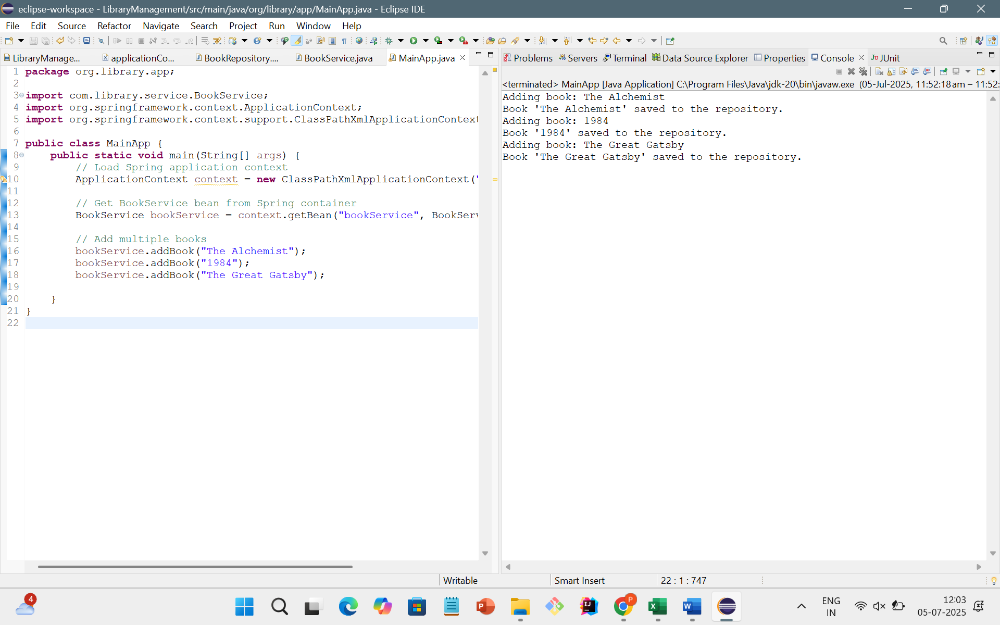 eclipse-workspace - LibraryManagement/src/main/java/org/library/app/MainApp.java - Eclipse IDE
File Edit Source Refactor Navigate Search Project Run Window Help
LibraryManage... applicationCo... BookRepository.... BookService.java MainApp.java
1 package org.library.app;
2
3 import com.library.service.BookService;
4 import org.springframework.context.ApplicationContext;
5 import org.springframework.context.support.ClassPathXmlApplicationContext
6
7 public class MainApp {
8 public static void main(String[] args) {
9 // Load Spring application context
10 ApplicationContext context = new ClassPathXmlApplicationContext("
11
12 // Get BookService bean from Spring container
13 BookService bookService = context.getBean("bookService", BookServ
14
15 // Add multiple books
16 bookService.addBook("The Alchemist");
17 bookService.addBook("1984");
18 bookService.addBook("The Great Gatsby");
19
20 }
21 }
22
Problems Servers Terminal Data Source Explorer Properties Console JUnit
<terminated> MainApp [Java Application] C:\Program Files\Java\jdk-20\bin\javaw.exe (05-Jul-2025, 11:52:18 am – 11:52:
Adding book: The Alchemist
Book 'The Alchemist' saved to the repository.
Adding book: 1984
Book '1984' saved to the repository.
Adding book: The Great Gatsby
Book 'The Great Gatsby' saved to the repository.
Writable Smart Insert 22 : 1 : 747
4
P
ENG
IN
12:03
05-07-2025